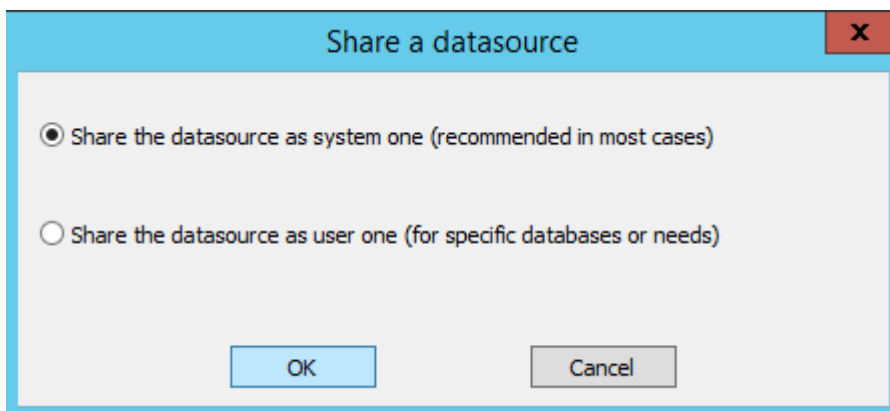 Share a datasource
x
Share the datasource as system one (recommended in most cases)
Share the datasource as user one (for specific databases or needs)
OK
Cancel